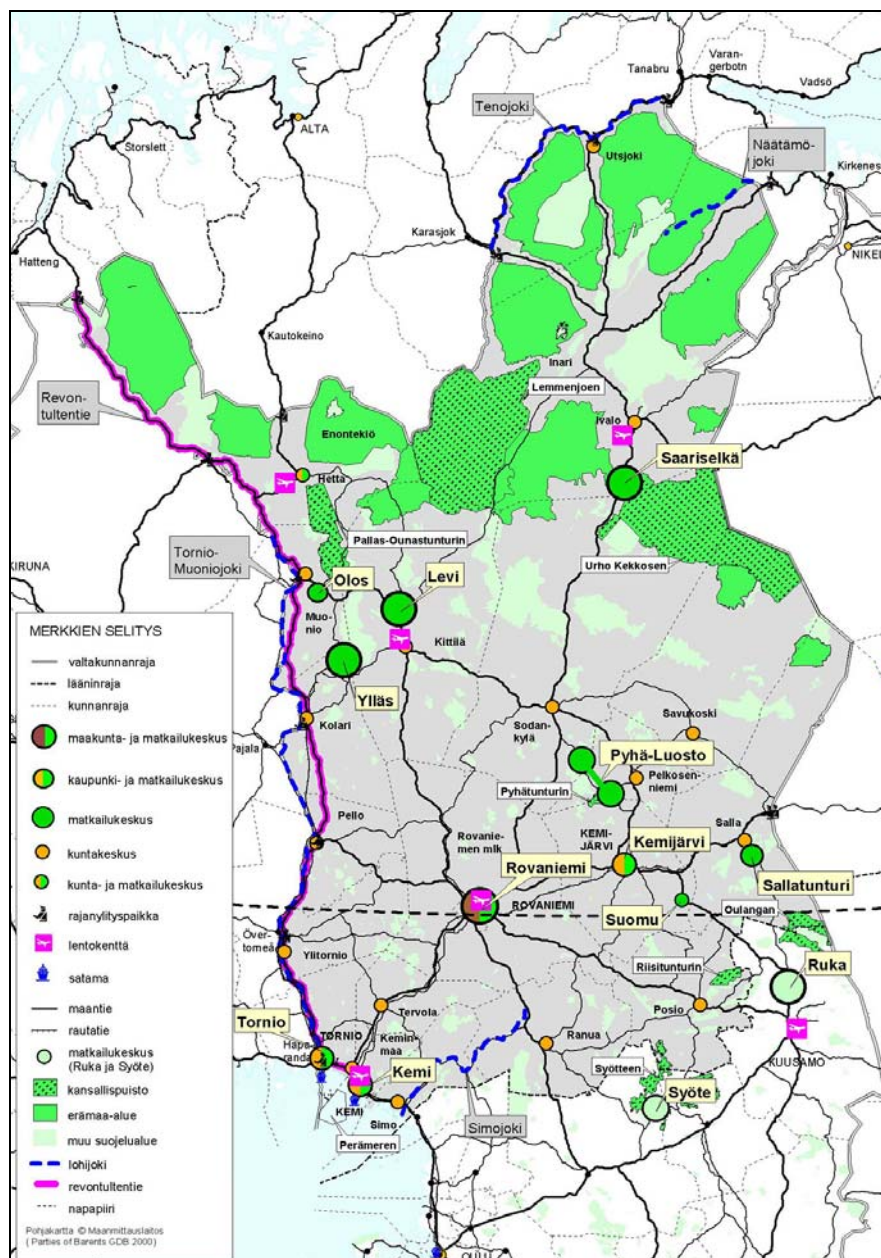 Varan-
gerbotn
Tanabru
Vadsö
Tenojoki
ALTA
Utsjoki
Storslett
Näätämö-
joki
Kirkenes
Karasjok
NIKEL
Hatteng
Kautokeino
Inari
Revon-
tultentie
Lemmenjoen
Ivalo
Enontekiö
Saariselkä
Hetta
Pallas-Ounastunturin
Urho Kekkosen
Tornio-
Muoniojoki
KIRUNA
Olos
Levi
Muonio
Kittilä
Ylläs
Kolari
Pajala
Sodan-
kylä
Savukoski
Pyhä-Luosto
Pelkosen-
niemi
Pyhätunturin
Pello
Rovanie-
men mlk
KEMI-
JÄRVI
Kemijärvi
Salla
Rovaniemi
ROVANIEMI
Sallatunturi
Suomu
Oulangan
Över-
torneå
Ylitornio
Riisitunturin
Ruka
Tervola
Posio
Tornio
TORNIO
Hapa-
randa
Kemin-
maa
Ranua
KUUSAMO
Kemi
Syötteen
Syöte
KEMI
Simo
Simojoki
Perämeren
OULU
MERKKIEN SELITYS
valtakunnanraja
lääninraja
kunnanraja
maakunta- ja matkailukeskus
kaupunki- ja matkailukeskus
matkailukeskus
kuntakeskus
kunta- ja matkailukeskus
rajanylityspaikka
lentokenttä
satama
maantie
rautatie
matkailukeskus
(Ruka ja Syöte)
kansallispuisto
erämaa-alue
muu suojelualue
lohijoki
revontultentie
napapiiri
Pohjakartta © Maanmittauslaitos
( Parties of Barents GDB 2000)